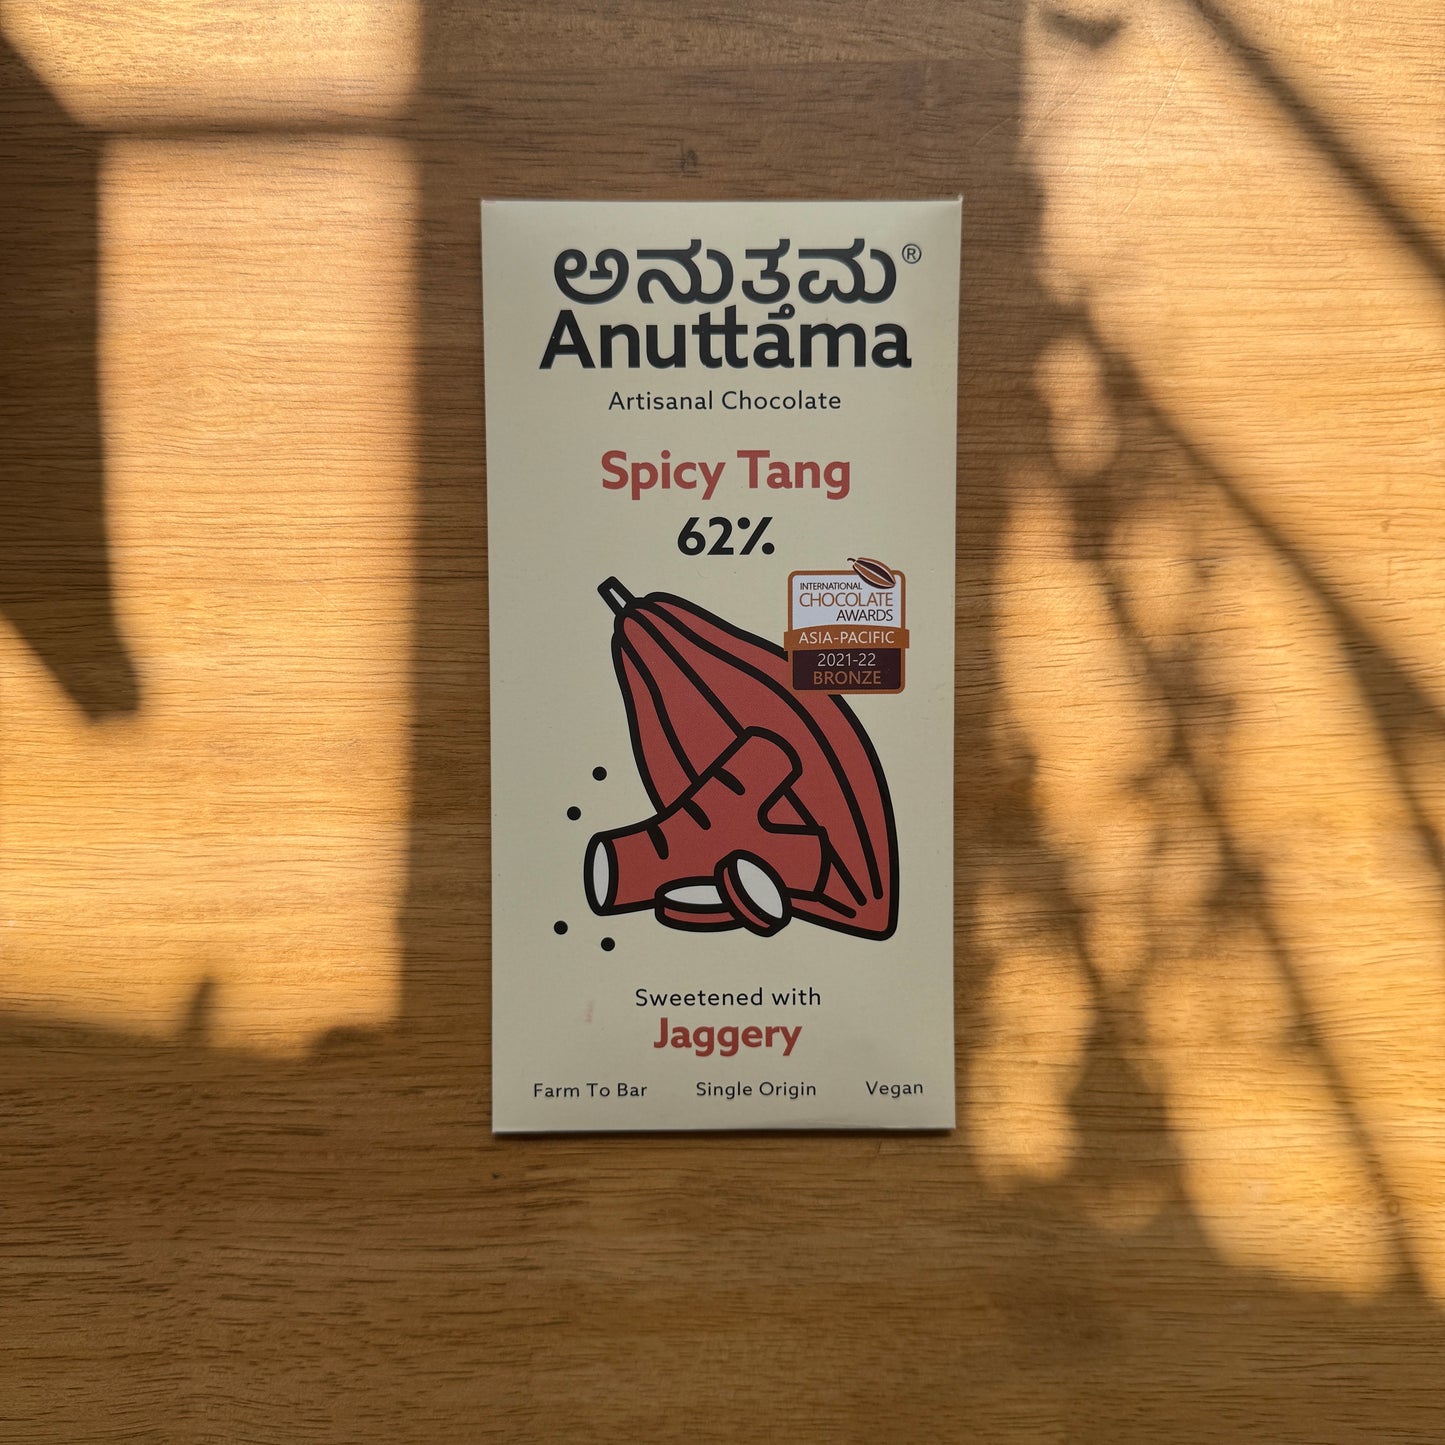 ಅನುತ್ತಮ®
Anuttama
Artisanal Chocolate
Spicy Tang
62%
INTERNATIONAL
CHOCOLATE
AWARDS
ASIA-PACIFIC
2021-22
BRONZE
Sweetened with
Jaggery
Farm To Bar Single Origin Vegan